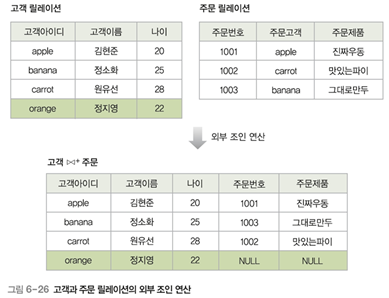 고객 릴레이션
고객아이디 고객이름 나이
apple 김현준 20
banana 정소화 25
carrot 원유선 28
orange 정지영 22
주문 릴레이션
주문번호 주문고객 주문제품
1001 apple 진짜우동
1002 carrot 맛있는파이
1003 banana 그대로만두
외부 조인 연산
고객 ⋈⁺ 주문
고객아이디 고객이름 나이 주문번호 주문제품
apple 김현준 20 1001 진짜우동
banana 정소화 25 1003 그대로만두
carrot 원유선 28 1002 맛있는파이
orange 정지영 22 NULL NULL
그림 6-26 고객과 주문 릴레이션의 외부 조인 연산